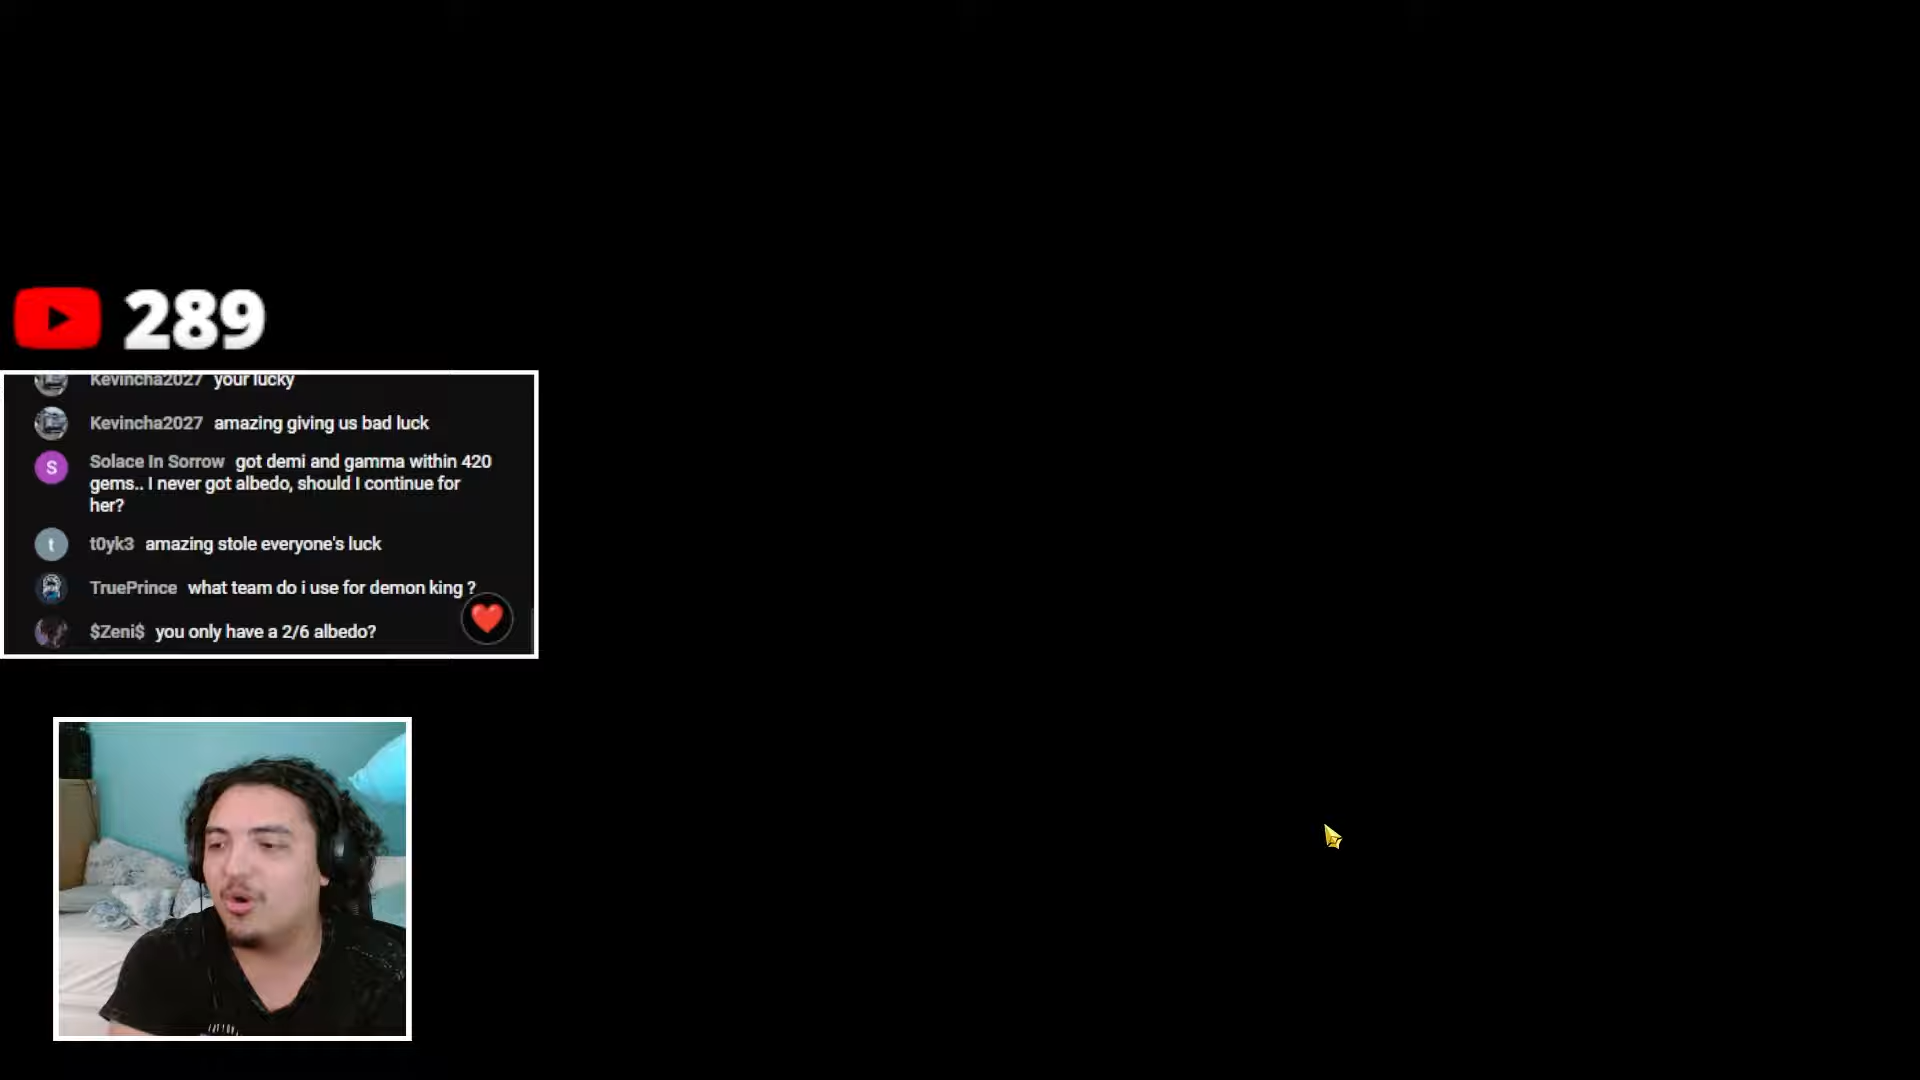 289
Kevincha2027 your lucky
Kevincha2027 amazing giving us bad luck
S
Solace In Sorrow got demi and gamma within 420
gems.. I never got albedo, should I continue for
her?
t
t0yk3 amazing stole everyone's luck
TruePrince what team do i use for demon king ?
$Zeni$ you only have a 2/6 albedo?